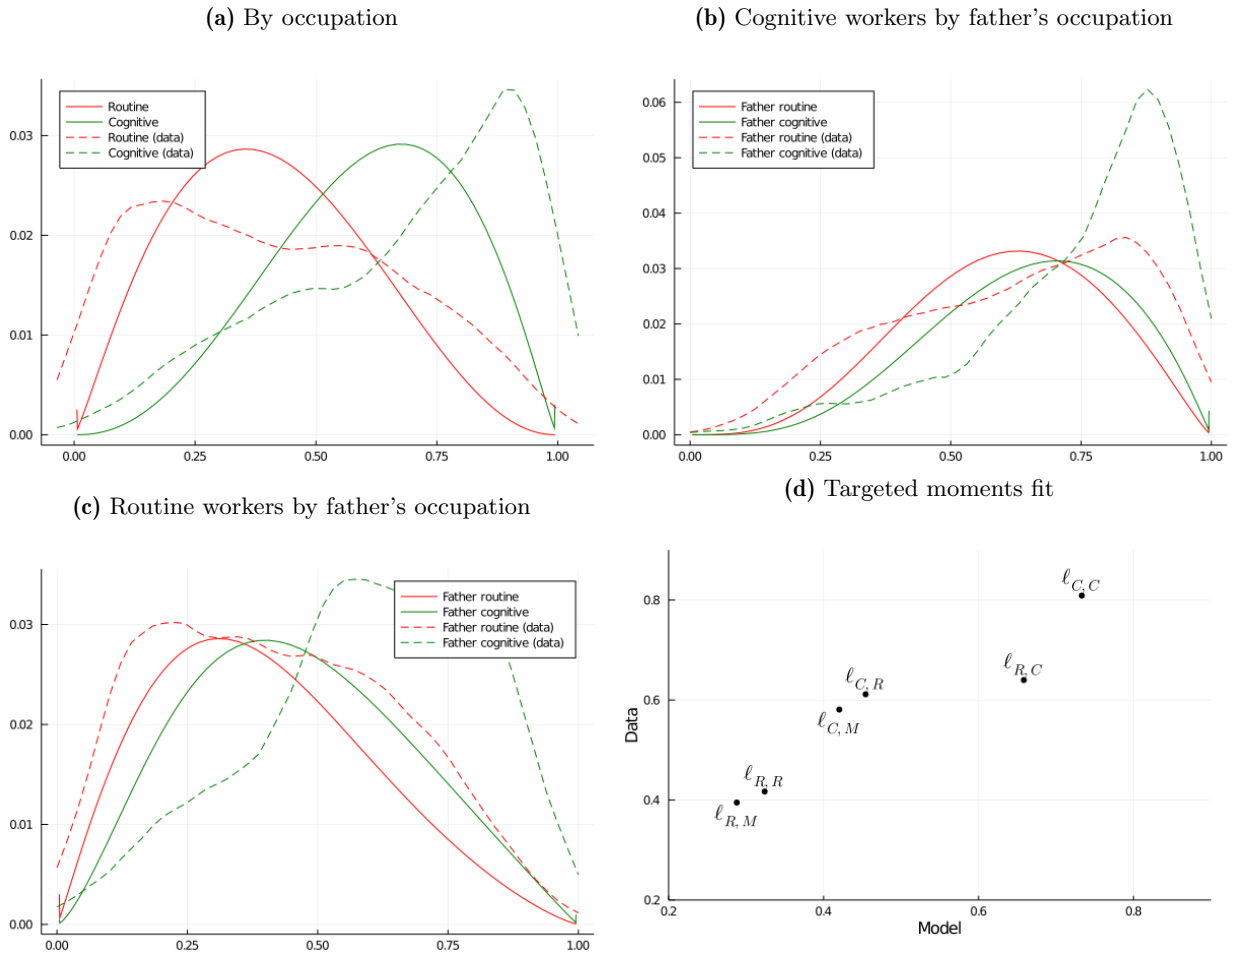 (a) By occupation
Routine
Cognitive
Routine (data)
Cognitive (data)
0.03
0.02
0.01
0.00
0.00 0.25 0.50 0.75 1.00
(b) Cognitive workers by father's occupation
Father routine
Father cognitive
Father routine (data)
Father cognitive (data)
0.06
0.05
0.04
0.03
0.02
0.01
0.00
0.00 0.25 0.50 0.75 1.00
(c) Routine workers by father's occupation
Father routine
Father cognitive
Father routine (data)
Father cognitive (data)
0.03
0.02
0.01
0.00
0.00 0.25 0.50 0.75 1.00
(d) Targeted moments fit
Data
0.8
0.6
0.4
0.2
ℓC,C
ℓR,C
ℓC,R
ℓC,M
ℓR,R
ℓR,M
0.2 0.4 0.6 0.8
Model